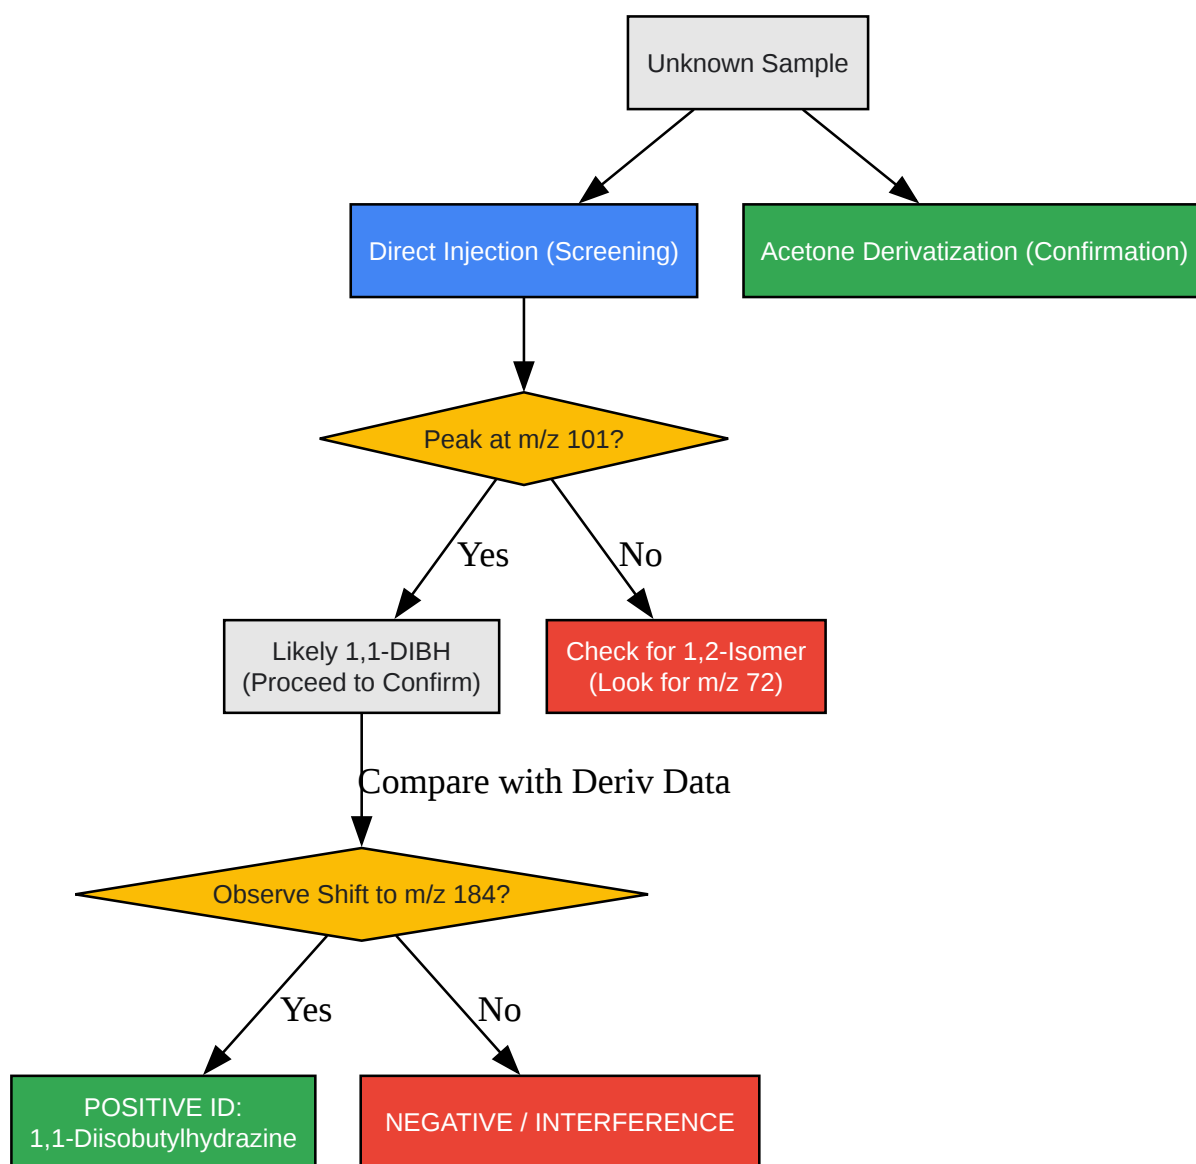 Unknown Sample
Direct Injection (Screening)
Acetone Derivatization (Confirmation)
Peak at m/z 101?
Yes
No
Likely 1,1-DIBH
(Proceed to Confirm)
Check for 1,2-Isomer
(Look for m/z 72)
Compare with Deriv Data
Observe Shift to m/z 184?
Yes
No
POSITIVE ID:
1,1-Diisobutylhydrazine
NEGATIVE / INTERFERENCE